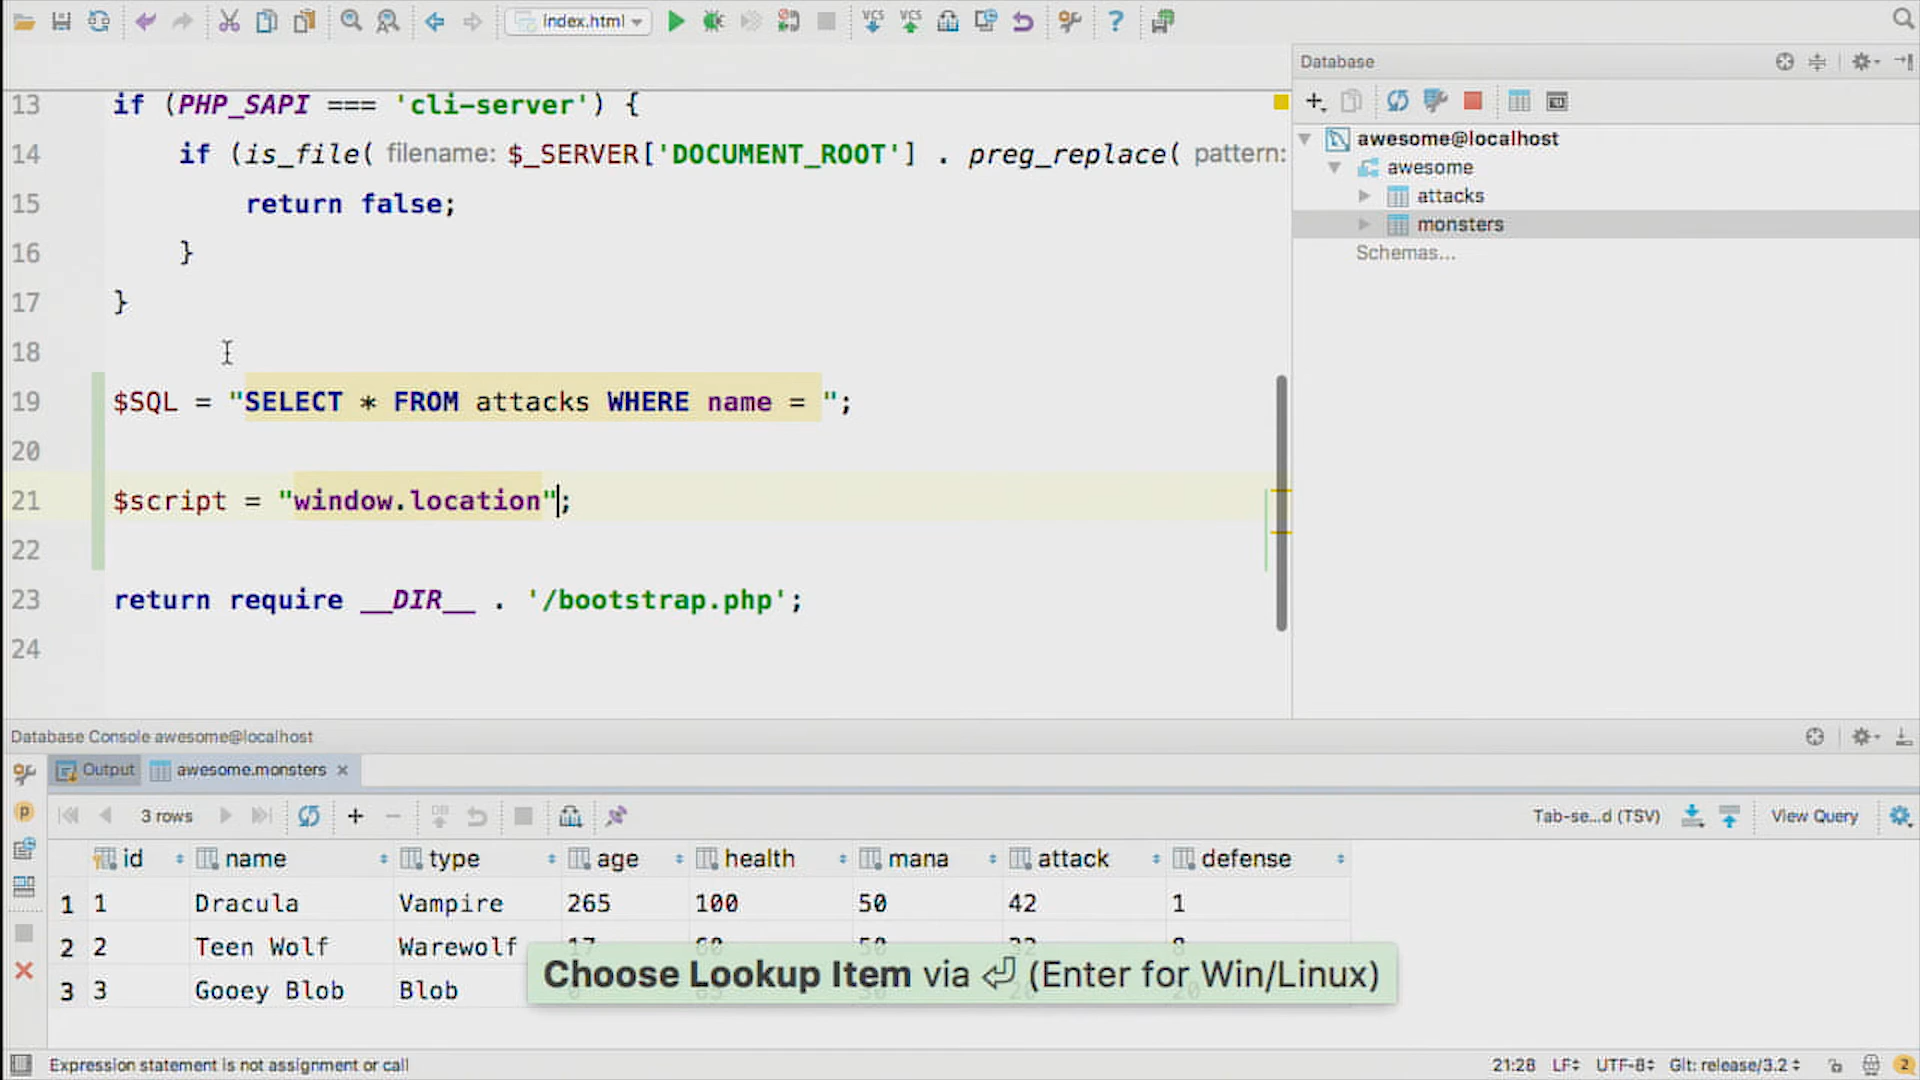 Index.html
VCS VCS
Database
13 if (PHP_SAPI === 'cli-server') {
14 if (is_file( filename: $_SERVER['DOCUMENT_ROOT'] . preg_replace( pattern:
15 return false;
16 }
17 }
18
19 $SQL = "SELECT * FROM attacks WHERE name = ";
20
21 $script = "window.location";
22
23 return require __DIR__ . '/bootstrap.php';
24
awesome@localhost
awesome
attacks
monsters
Schemas...
Database Console awesome@localhost
Output awesome.monsters
3 rows Tab-se...d (TSV) View Query
id name type age health mana attack defense
1 1 Dracula Vampire 265 100 50 42 1
2 2 Teen Wolf Warewolf
3 3 Gooey Blob Blob
Choose Lookup Item via ⏎ (Enter for Win/Linux)
Expression statement is not assignment or call 21:28 LF UTF-8 Git: release/3.2 2